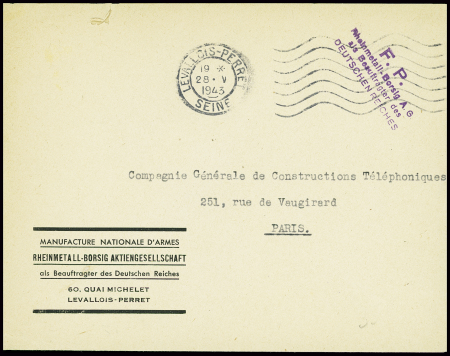 LEVALLOIS-PERRET
19 *
28 · V
1943
SEINE
F. P.
Rheinmetall-Borsig A G
als Beauftragter des
DEUTSCHEN REICHES
Compagnie Générale de Constructions Téléphoniques
251, rue de Vaugirard
PARIS.
MANUFACTURE NATIONALE D'ARMES
RHEINMETALL-BORSIG AKTIENGESELLSCHAFT
als Beauftragter des Deutschen Reiches
60. QUAI MICHELET
LEVALLOIS-PERRET